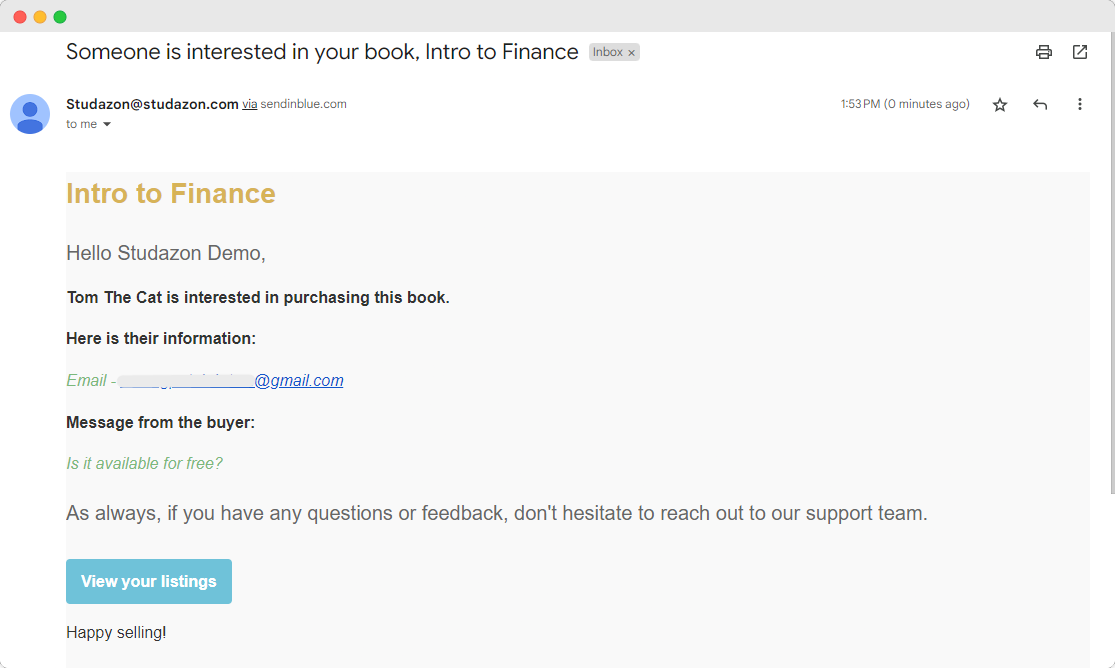 Someone is interested in your book, Intro to Finance Inbox ×
Studazon@studazon.com via sendinblue.com 1:53 PM (0 minutes ago)
to me
Intro to Finance
Hello Studazon Demo,
Tom The Cat is interested in purchasing this book.
Here is their information:
Email - @gmail.com
Message from the buyer:
Is it available for free?
As always, if you have any questions or feedback, don't hesitate to reach out to our support team.
View your listings
Happy selling!